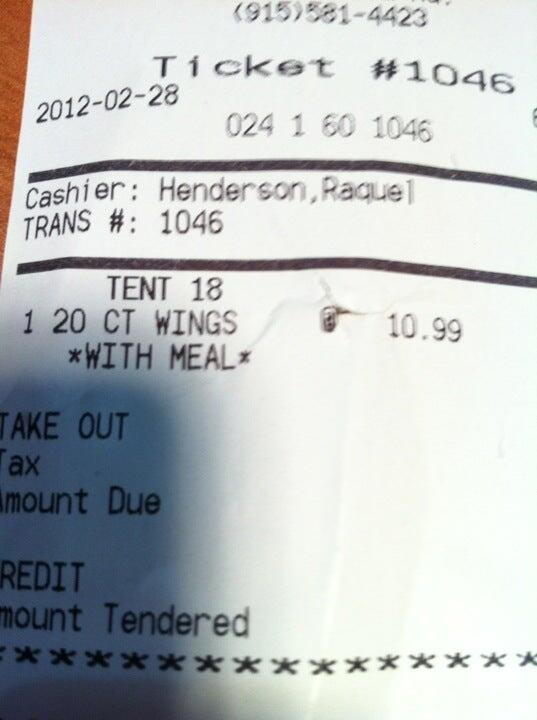 (915)581-4423
Ticket #1046
2012-02-28
024 1 60 1046
Cashier: Henderson,Raquel
TRANS #: 1046
TENT 18
1 20 CT WINGS @ 10.99
*WITH MEAL*
TAKE OUT
Tax
Amount Due
REDIT
mount Tendered
*****************